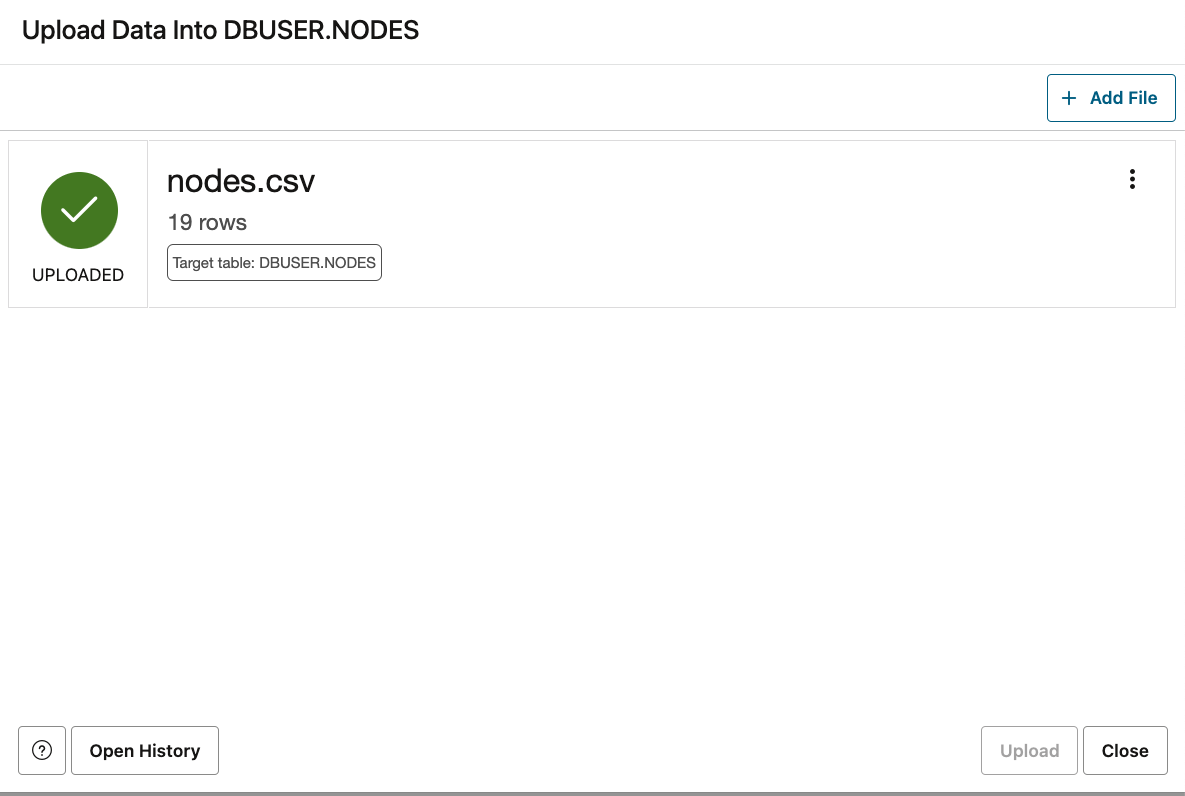 Upload Data Into DBUSER.NODES
+ Add File
nodes.csv
19 rows
Target table: DBUSER.NODES
UPLOADED
? Open History
Upload Close